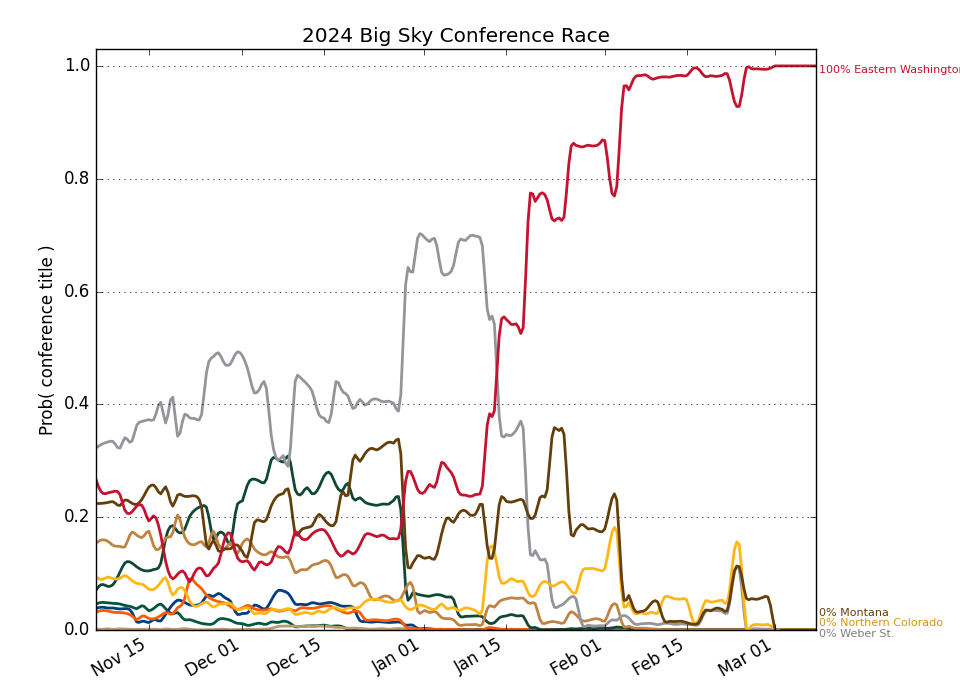 2024 Big Sky Conference Race
Prob( conference title )
1.0
0.8
0.6
0.4
0.2
0.0
Nov 15
Dec 01
Dec 15
Jan 01
Jan 15
Feb 01
Feb 15
Mar 01
100% Eastern Washington
0% Montana
0% Northern Colorado
0% Weber St.